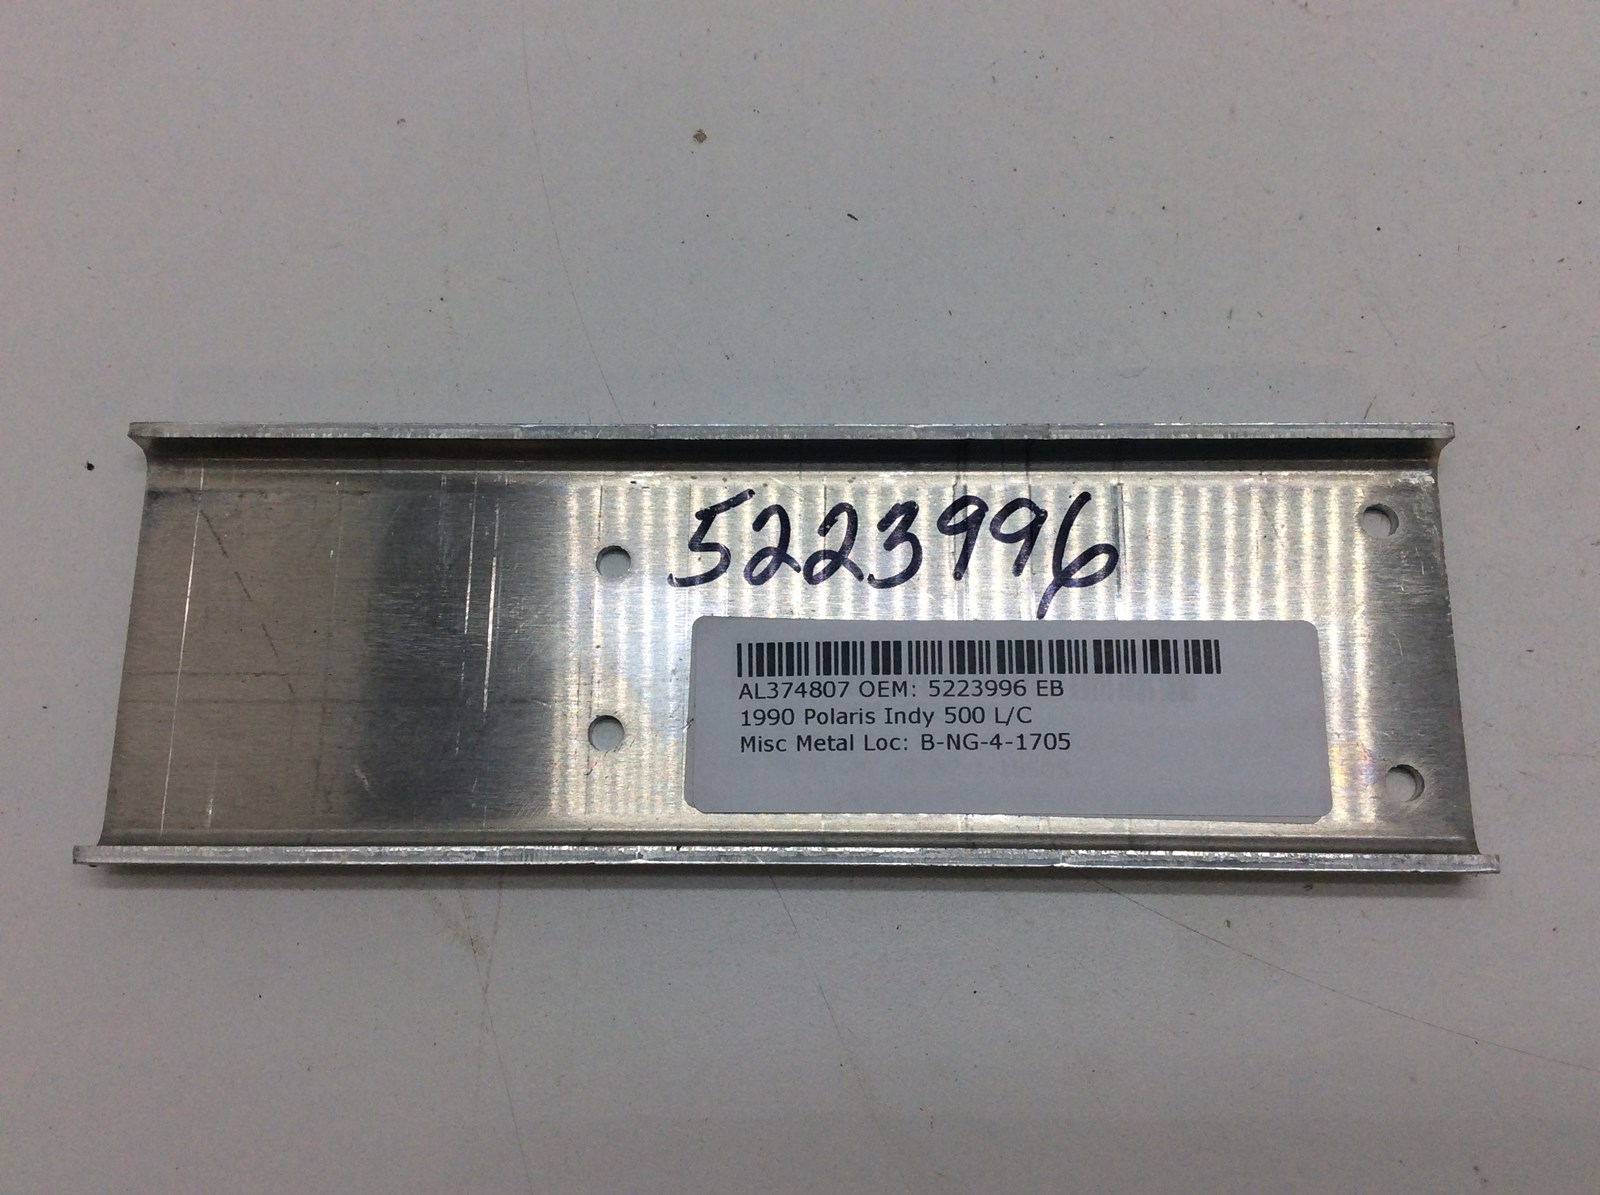 5223996
AL374807 OEM: 5223996 EB
1990 Polaris Indy 500 L/C
Misc Metal Loc: B-NG-4-1705